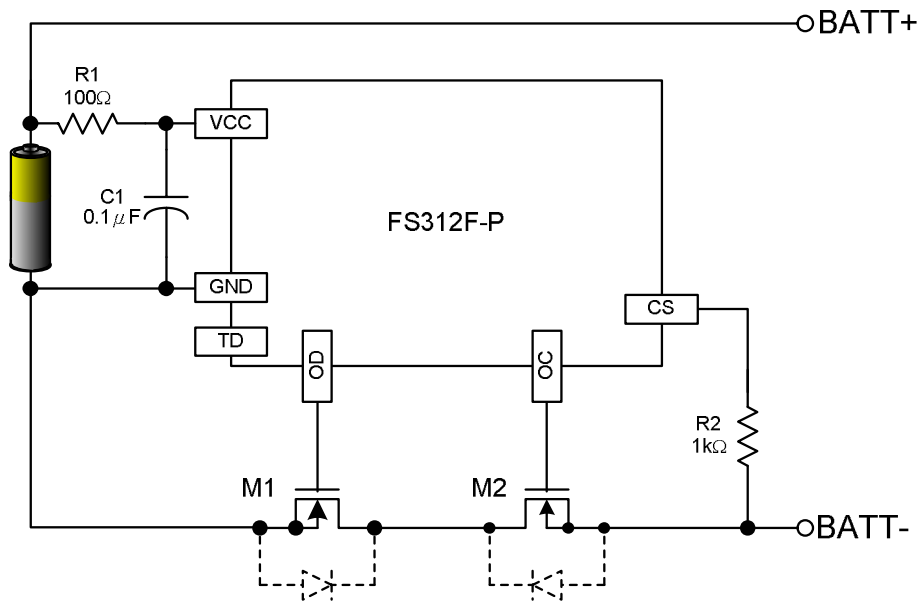 BATT+
R1
100Ω
VCC
C1
0.1μF
FS312F-P
GND
CS
TD
OD
OC
R2
1kΩ
M1
M2
BATT-